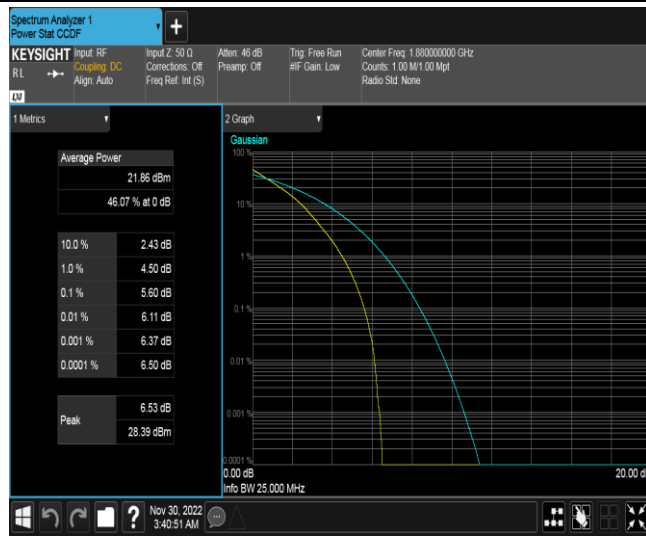 Spectrum Analyzer 1
Power Stat CCDF
+
KEYSIGHT
RL
LXI
Input: RF
Coupling: DC
Align: Auto
Input Z: 50 Ω
Corrections: Off
Freq Ref: Int (S)
Atten: 46 dB
Preamp: Off
Trig: Free Run
#IF Gain: Low
Center Freq: 1.880000000 GHz
Counts: 1.00 M/1.00 Mpt
Radio Std: None
1 Metrics
Average Power
21.86 dBm
46.07 % at 0 dB
10.0 % 2.43 dB
1.0 % 4.50 dB
0.1 % 5.60 dB
0.01 % 6.11 dB
0.001 % 6.37 dB
0.0001 % 6.50 dB
Peak
6.53 dB
28.39 dBm
2 Graph
Gaussian
100 %
10 %
1 %
0.1 %
0.01 %
0.001 %
0.0001 %
0.00 dB
20.00 d
Info BW 25.000 MHz
?
Nov 30, 2022
3:40:51 AM